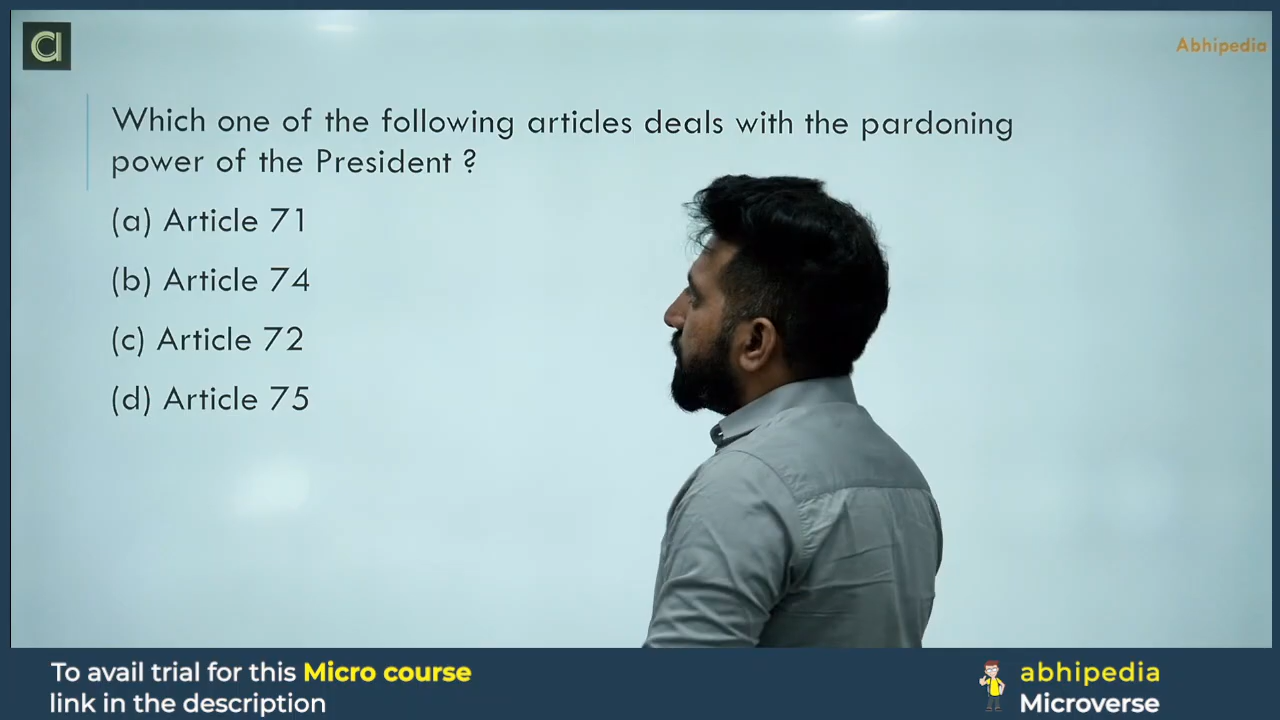 Abhipedia
Which one of the following articles deals with the pardoning
power of the President ?
(a) Article 71
(b) Article 74
(c) Article 72
(d) Article 75
To avail trial for this Micro course
link in the description
abhipedia
Microverse